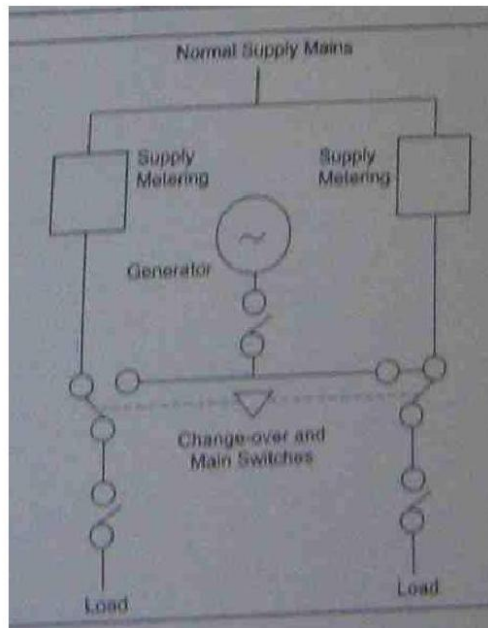 Normal Supply Mains
Supply
Metering
Supply
Metering
Generator
Change-over and
Main Switches
Load
Load